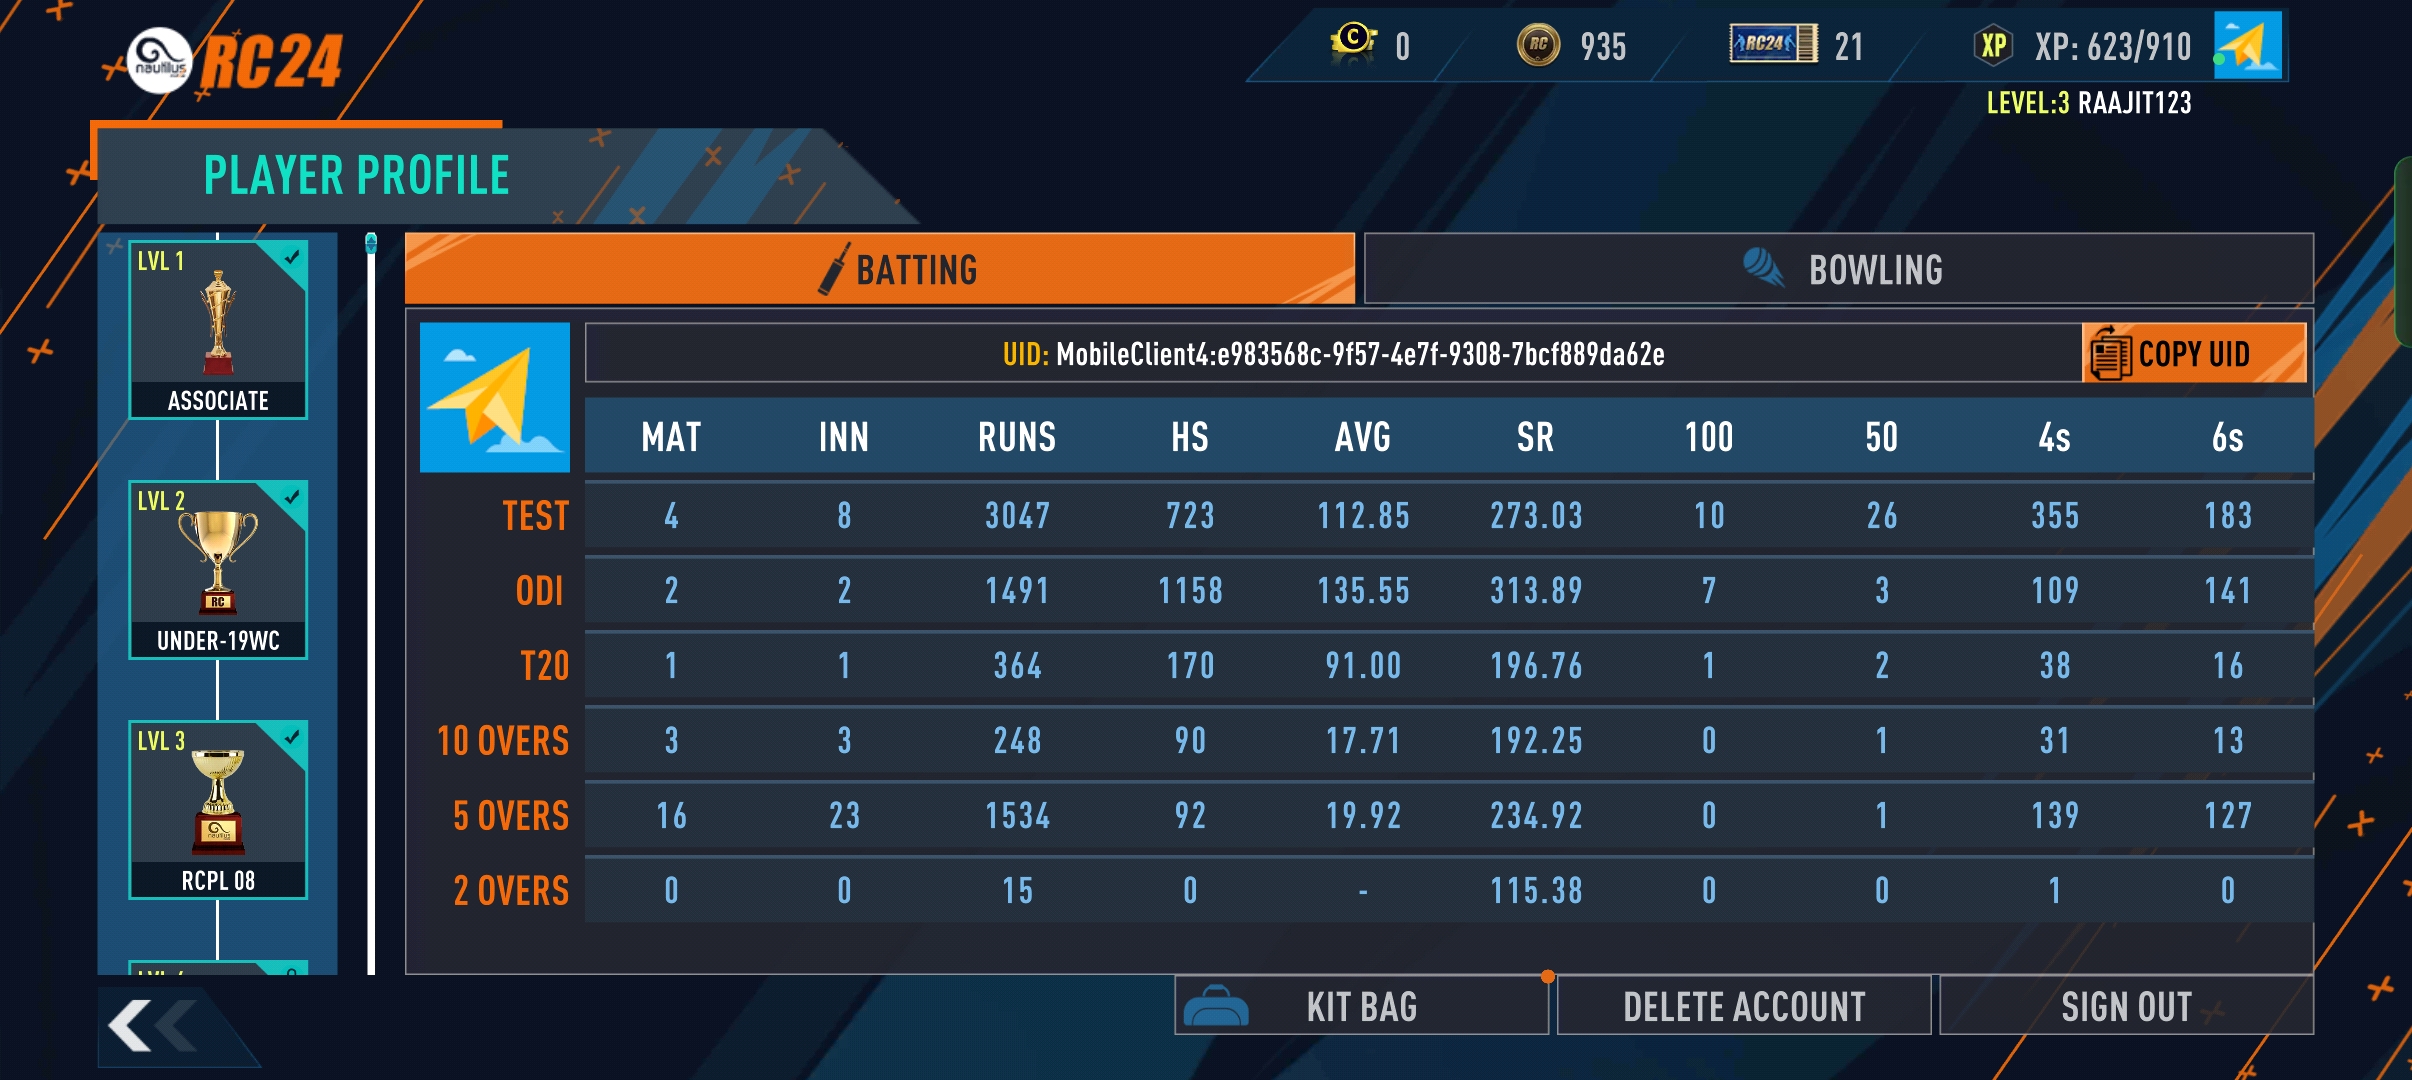 nautilus RC24
0 935 RC24 21 XP XP: 623/910
LEVEL:3 RAAJIT123
PLAYER PROFILE
LVL 1
ASSOCIATE
LVL 2
RC
UNDER-19WC
LVL 3
nautilus
RCPL 08
BATTING BOWLING
UID: MobileClient4:e983568c-9f57-4e7f-9308-7bcf889da62e COPY UID
MAT INN RUNS HS AVG SR 100 50 4s 6s
TEST 4 8 3047 723 112.85 273.03 10 26 355 183
ODI 2 2 1491 1158 135.55 313.89 7 3 109 141
T20 1 1 364 170 91.00 196.76 1 2 38 16
10 OVERS 3 3 248 90 17.71 192.25 0 1 31 13
5 OVERS 16 23 1534 92 19.92 234.92 0 1 139 127
2 OVERS 0 0 15 0 - 115.38 0 0 1 0
KIT BAG DELETE ACCOUNT SIGN OUT